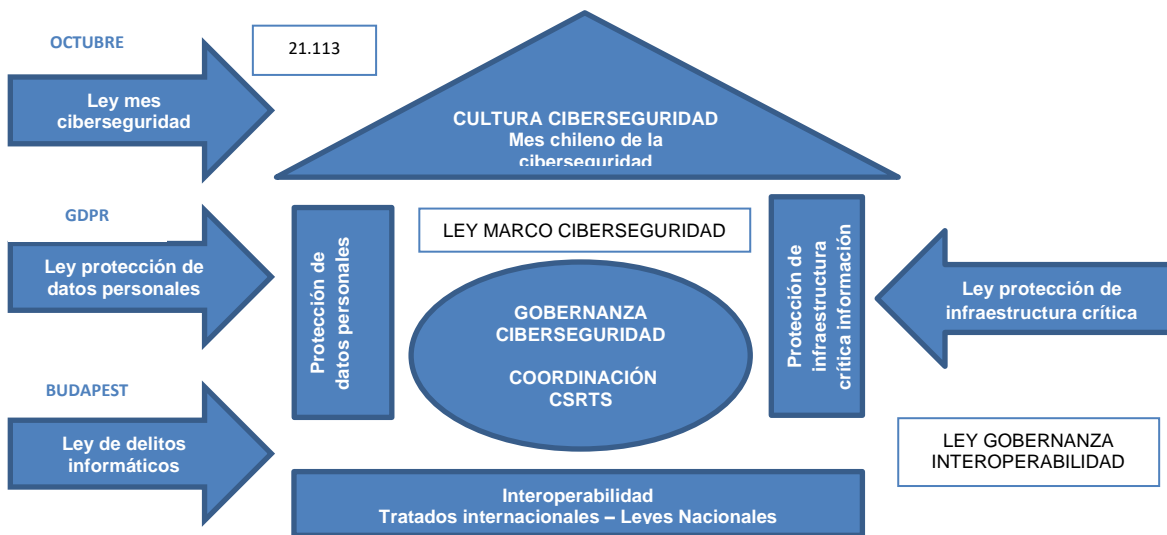 OCTUBRE
21.113
Ley mes
ciberseguridad
CULTURA CIBERSEGURIDAD
Mes chileno de la
ciberseguridad
GDPR
Ley protección de
datos personales
Protección de
datos personales
LEY MARCO CIBERSEGURIDAD
GOBERNANZA
CIBERSEGURIDAD
COORDINACIÓN
CSRTS
Protección de
infraestructura
crítica información
Ley protección de
infraestructura crítica
BUDAPEST
Ley de delitos
informáticos
LEY GOBERNANZA
INTEROPERABILIDAD
Interoperabilidad
Tratados internacionales – Leyes Nacionales